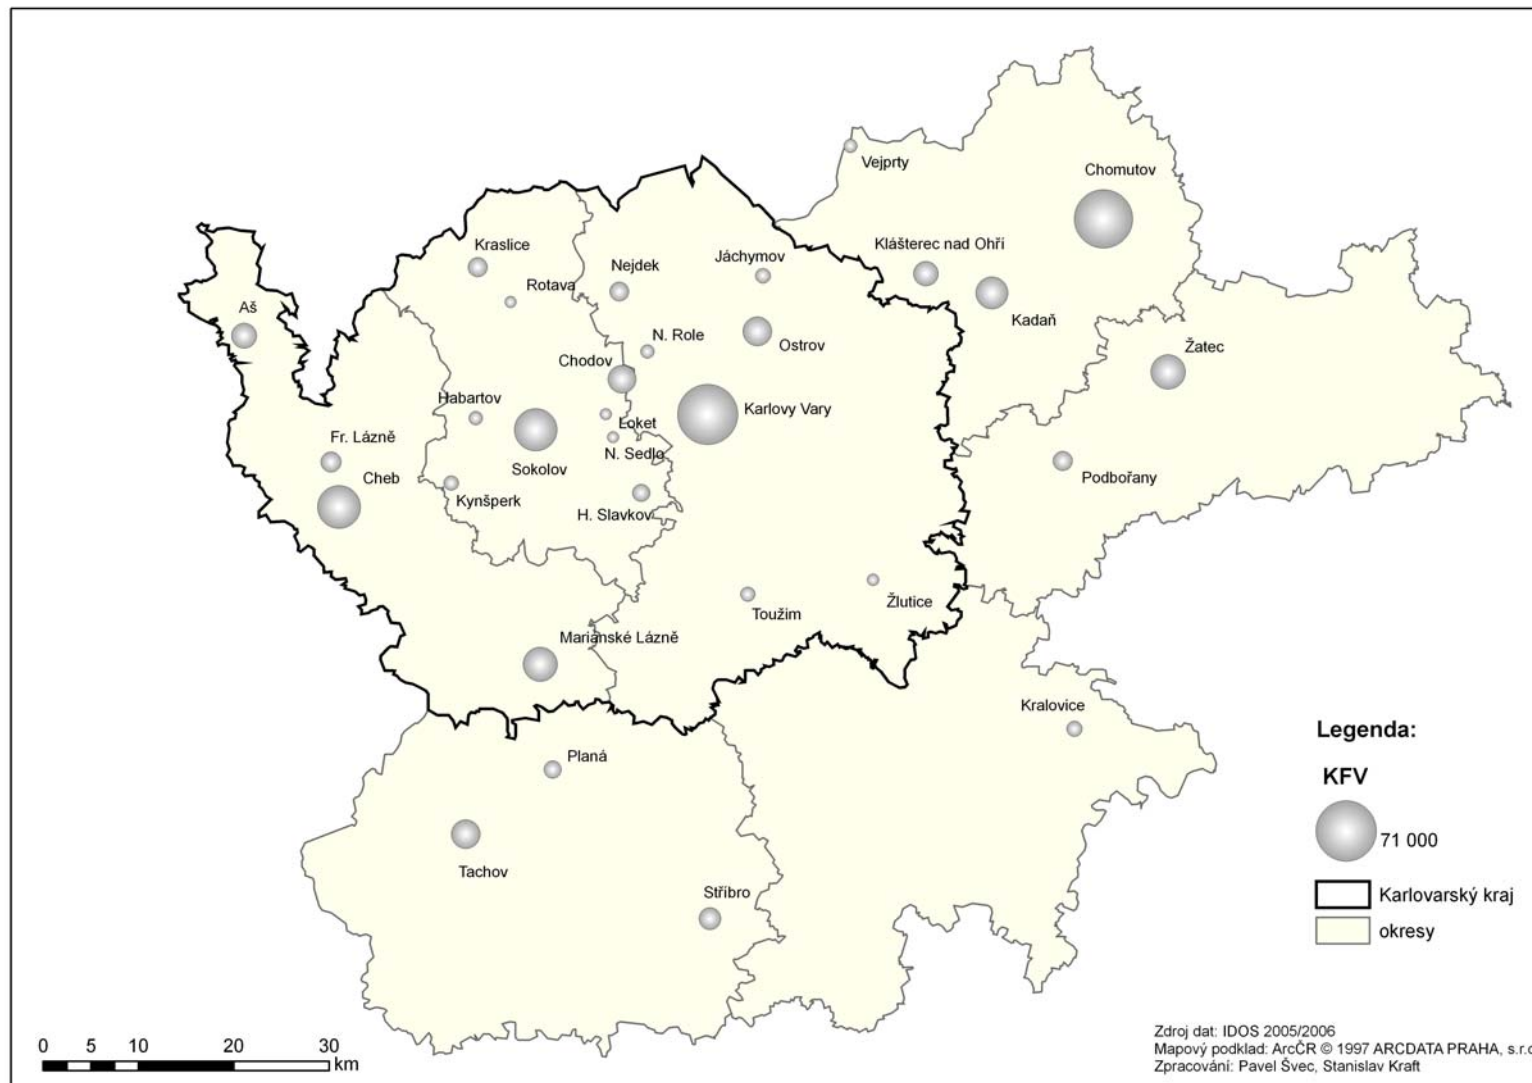 Vejprty
Chomutov
Kraslice
Klášterec nad Ohří
Nejdek
Jáchymov
Rotava
Aš
Kadaň
N. Role
Ostrov
Žatec
Chodov
Habartov
Karlovy Vary
Loket
Fr. Lázně
N. Sedlo
Sokolov
Cheb
Podbořany
Kynšperk
H. Slavkov
Toužim
Žlutice
Mariánské Lázně
Kralovice
Planá
Tachov
Stříbro
Legenda:
KFV
71 000
Karlovarský kraj
okresy
0 5 10 20 30
km
Zdroj dat: IDOS 2005/2006
Mapový podklad: ArcČR © 1997 ARCDATA PRAHA, s.r.o
Zpracování: Pavel Švec, Stanislav Kraft